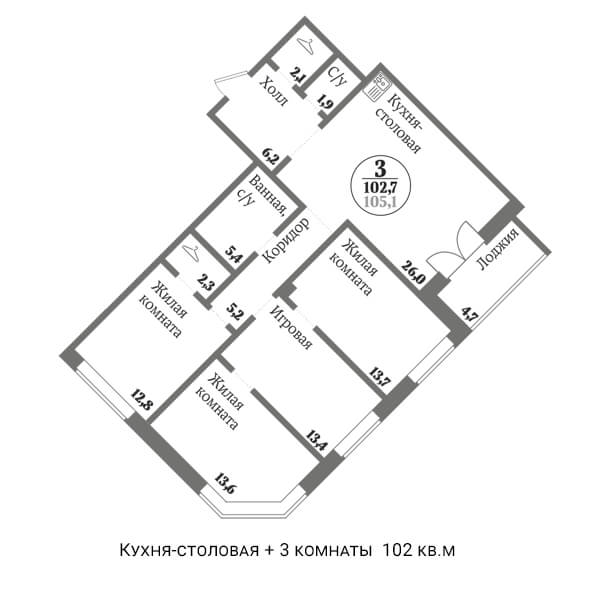 2,1
С/у
1,9
Холл
6,2
Кухня-
столовая
3
102,7
105,1
26,0
Лоджия
4,7
Ванная,
с/у
5,4
Коридор
5,2
2,3
Жилая
комната
13,7
Игровая
13,4
Жилая
комната
12,8
Жилая
комната
13,6
Кухня-столовая + 3 комнаты 102 кв.м